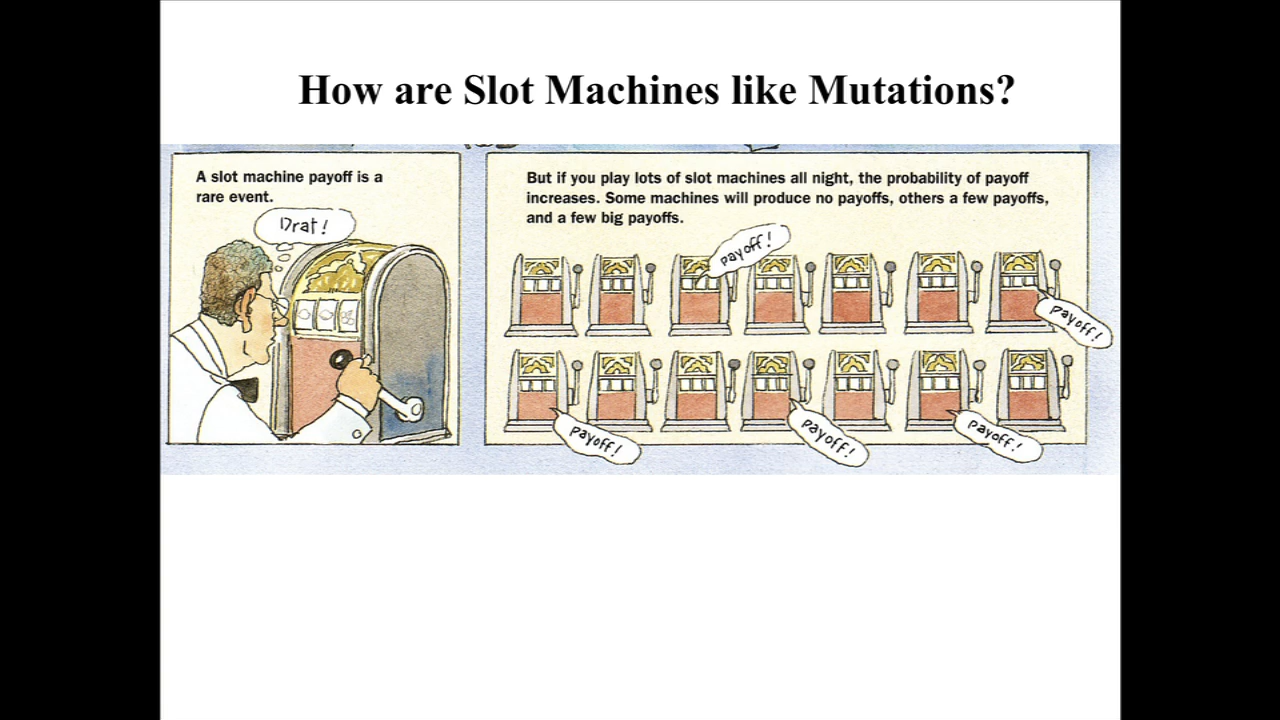 How are Slot Machines like Mutations?
A slot machine payoff is a
rare event.
Drat!
But if you play lots of slot machines all night, the probability of payoff
increases. Some machines will produce no payoffs, others a few payoffs,
and a few big payoffs.
payoff!
payoff!
payoff!
payoff!
payoff!